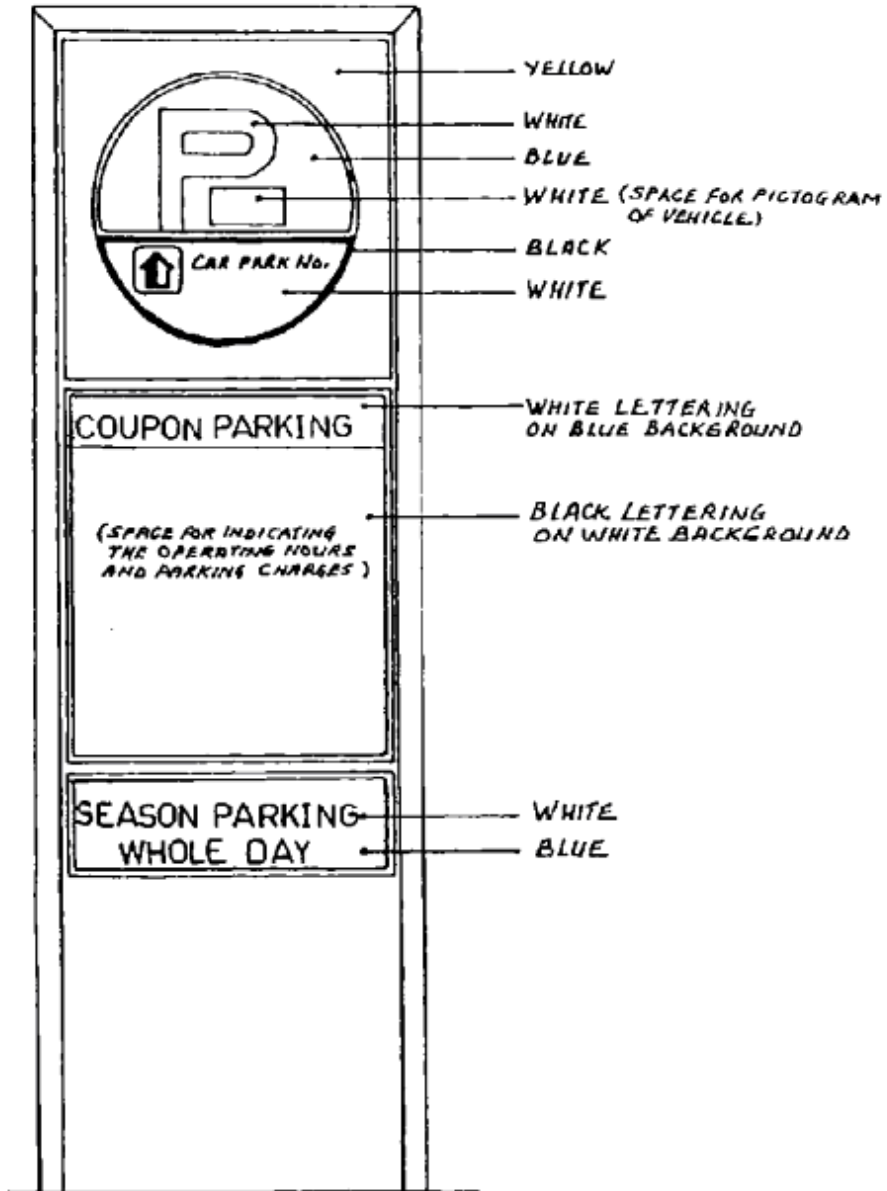 YELLOW
P
WHITE
BLUE
WHITE (SPACE FOR PICTOGRAM
OF VEHICLE)
BLACK
CAR PARK No.
WHITE
COUPON PARKING
WHITE LETTERING
ON BLUE BACKGROUND
(SPACE FOR INDICATING
THE OPERATING HOURS
AND PARKING CHARGES)
BLACK LETTERING
ON WHITE BACKGROUND
SEASON PARKING
WHOLE DAY
WHITE
BLUE